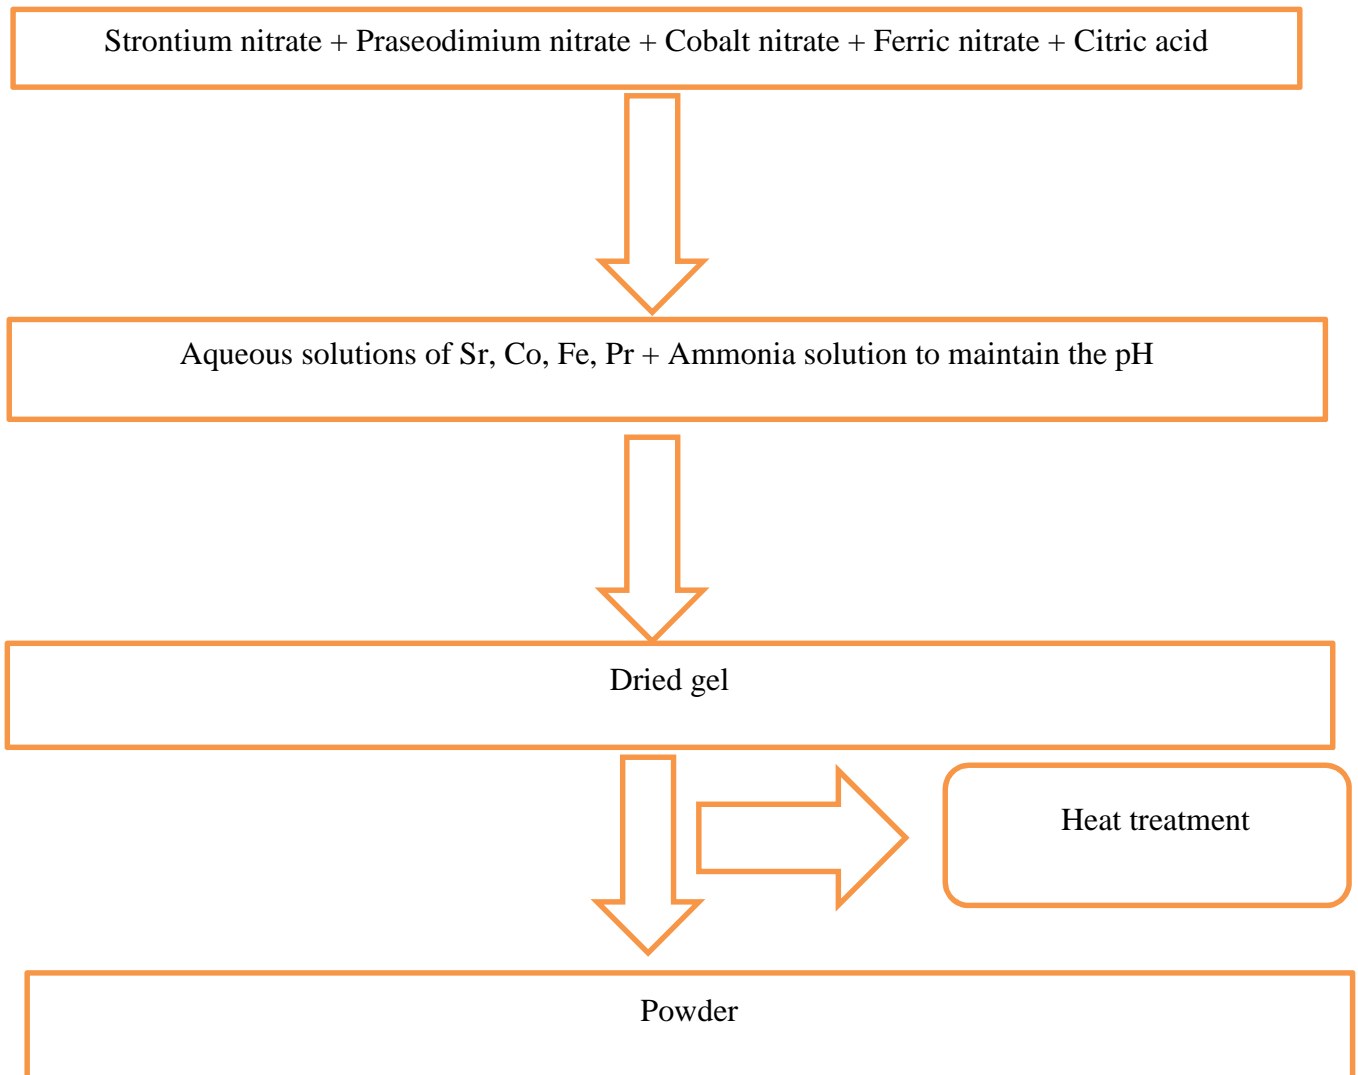 Strontium nitrate + Praseodimium nitrate + Cobalt nitrate + Ferric nitrate + Citric acid
Aqueous solutions of Sr, Co, Fe, Pr + Ammonia solution to maintain the pH
Dried gel
Heat treatment
Powder